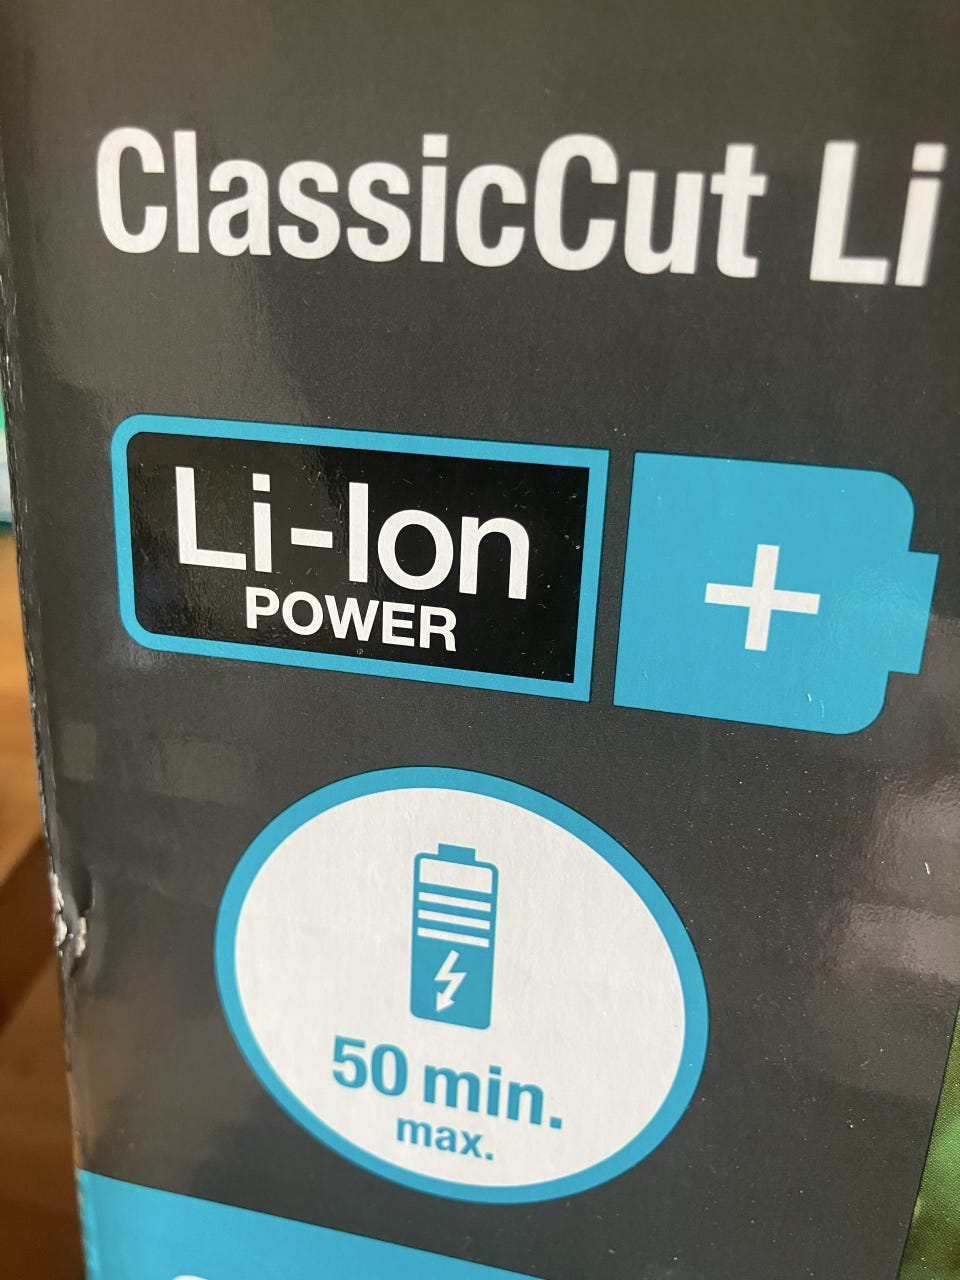 ClassicCut Li
Li-Ion
POWER
+
50 min.
max.